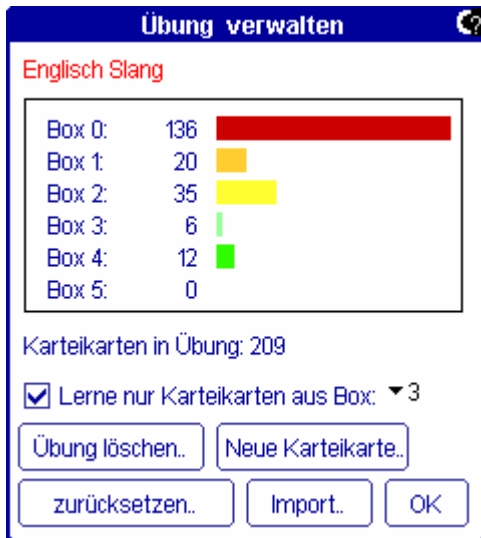 Übung verwalten
Englisch Slang
Box 0: 136
Box 1: 20
Box 2: 35
Box 3: 6
Box 4: 12
Box 5: 0
Karteikarten in Übung: 209
Lerne nur Karteikarten aus Box: 3
Übung löschen.. Neue Karteikarte..
zurücksetzen.. Import.. OK